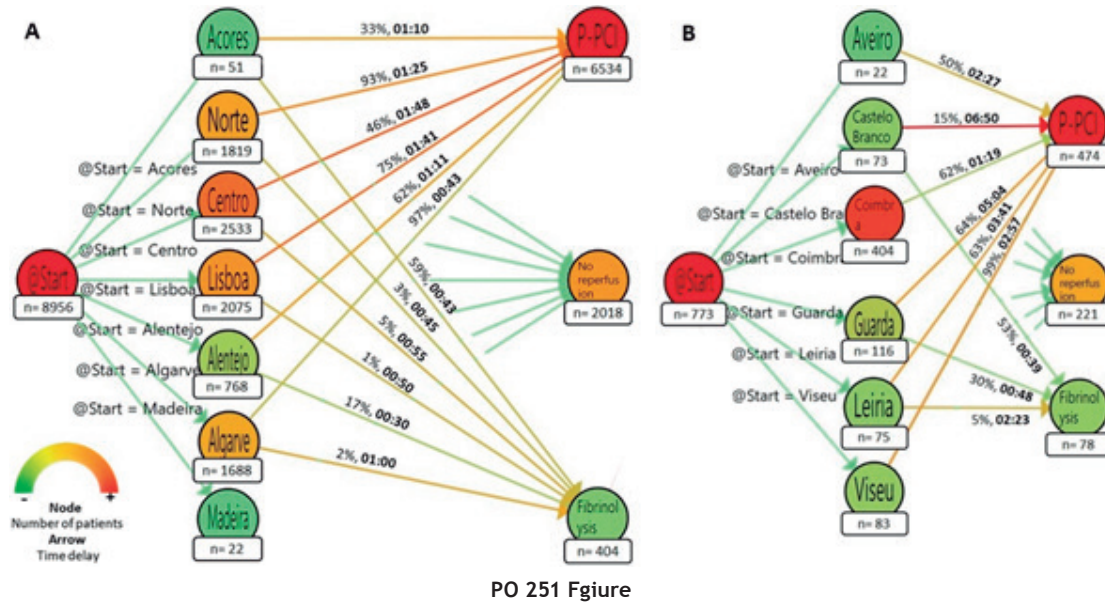 A
Acores
n= 51
Norte
n= 1819
Centro
n= 2533
Lisboa
n= 2075
Alentejo
n= 768
Algarve
n= 1688
Madeira
n= 22
@Start
n= 8956
@Start = Acores
@Start = Norte
@Start = Centro
@Start = Lisboa
@Start = Alentejo
@Start = Algarve
@Start = Madeira
33%, 01:10
93%, 01:25
46%, 01:48
75%, 01:41
62%, 01:11
97%, 00:43
59%, 00:43
3%, 00:45
5%, 00:55
1%, 00:50
17%, 00:30
2%, 01:00
P-PCI
n= 6534
No
reperfus
ion
n= 2018
Fibrinol
ysis
n= 404
-
+
Node
Number of patients
Arrow
Time delay
B
Aveiro
n= 22
Castelo
Branco
n= 73
Coimbr
a
n= 404
Guarda
n= 116
Leiria
n= 75
Viseu
n= 83
@Start
n= 773
@Start = Aveiro
@Start = Castelo Bra
@Start = Coimbra
@Start = Guarda
@Start = Leiria
@Start = Viseu
50%, 02:27
15%, 06:50
62%, 01:19
64%, 05:04
63%, 03:41
99%, 02:57
53%, 00:39
30%, 00:48
5%, 02:23
P-PCI
n= 474
No
reperfus
ion
n= 221
Fibrinol
ysis
n= 78
PO 251 Fgiure